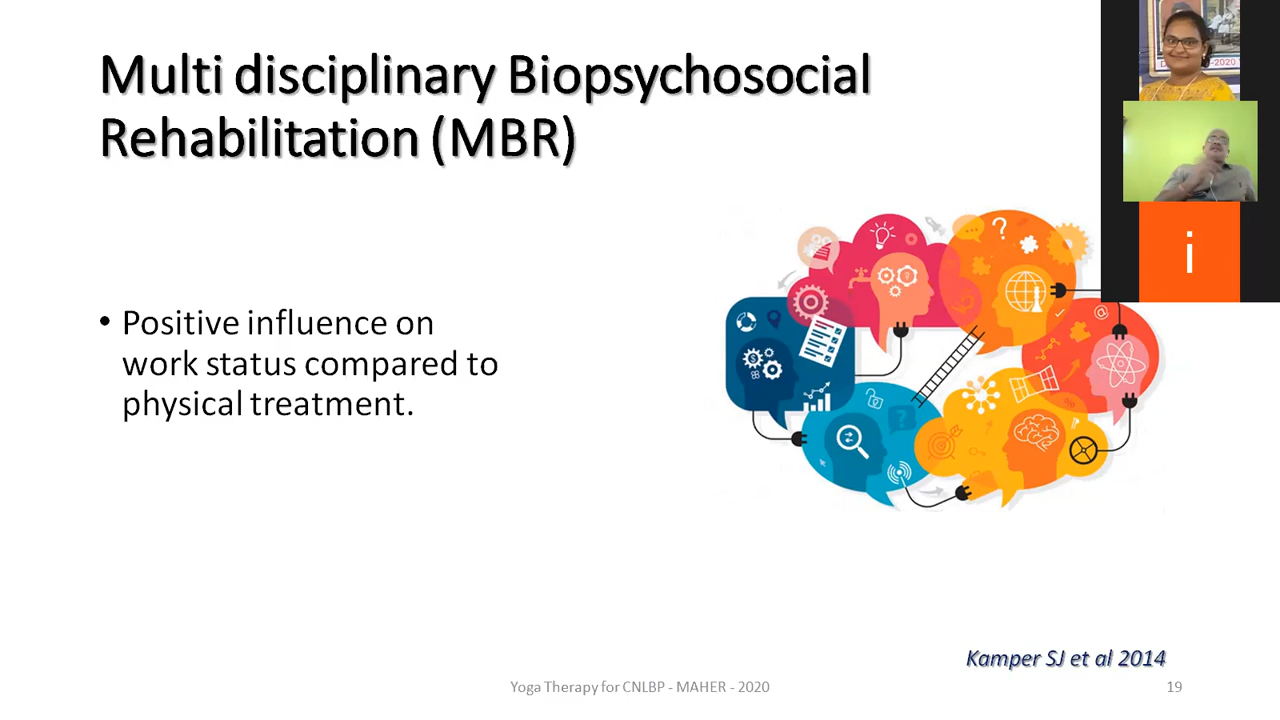 Multi disciplinary Biopsychosocial
Rehabilitation (MBR)
• Positive influence on
work status compared to
physical treatment.
i
Kamper SJ et al 2014
Yoga Therapy for CNLBP - MAHER - 2020
19